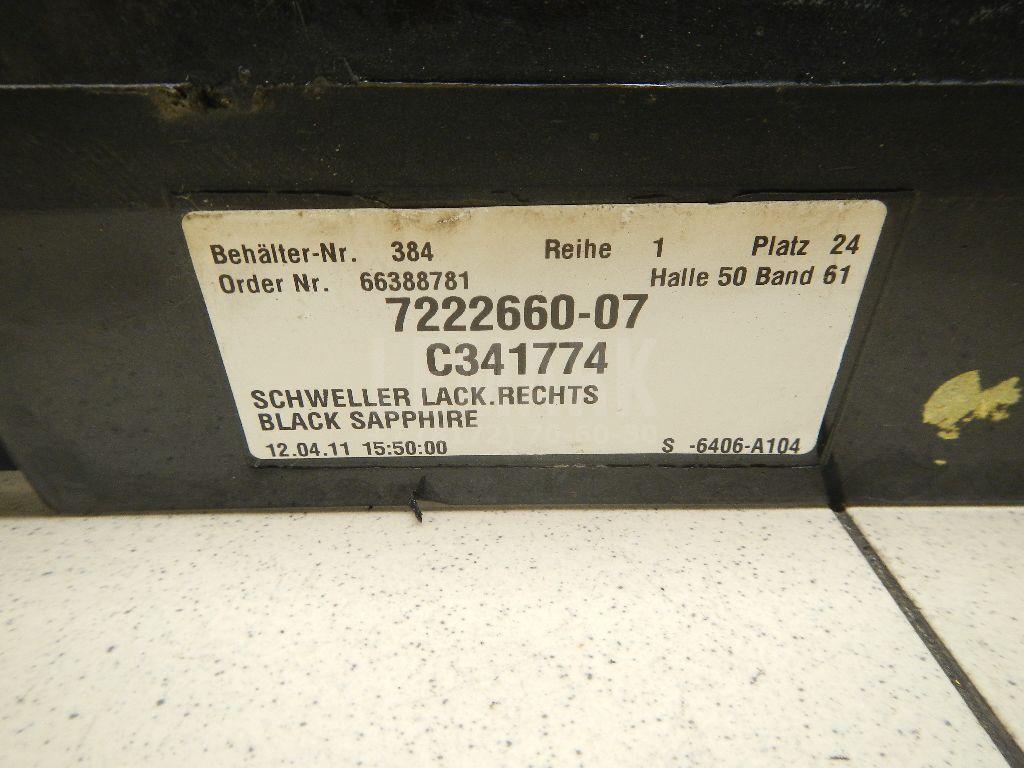 Behälter-Nr. 384 Reihe 1 Platz 24
Order Nr. 66388781 Halle 50 Band 61
7222660-07
C341774
SCHWELLER LACK.RECHTS
BLACK SAPPHIRE
12.04.11 15:50:00 S -6406-A104